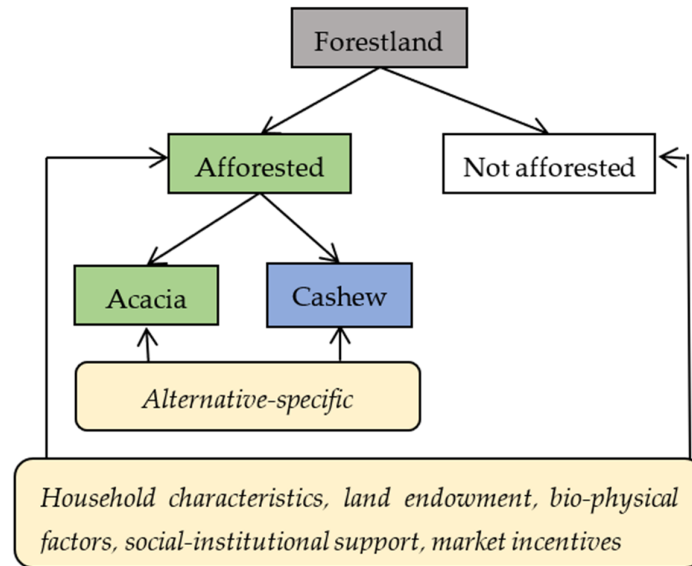 Forestland
Afforested
Not afforested
Acacia
Cashew
Alternative-specific
Household characteristics, land endowment, bio-physical
factors, social-institutional support, market incentives